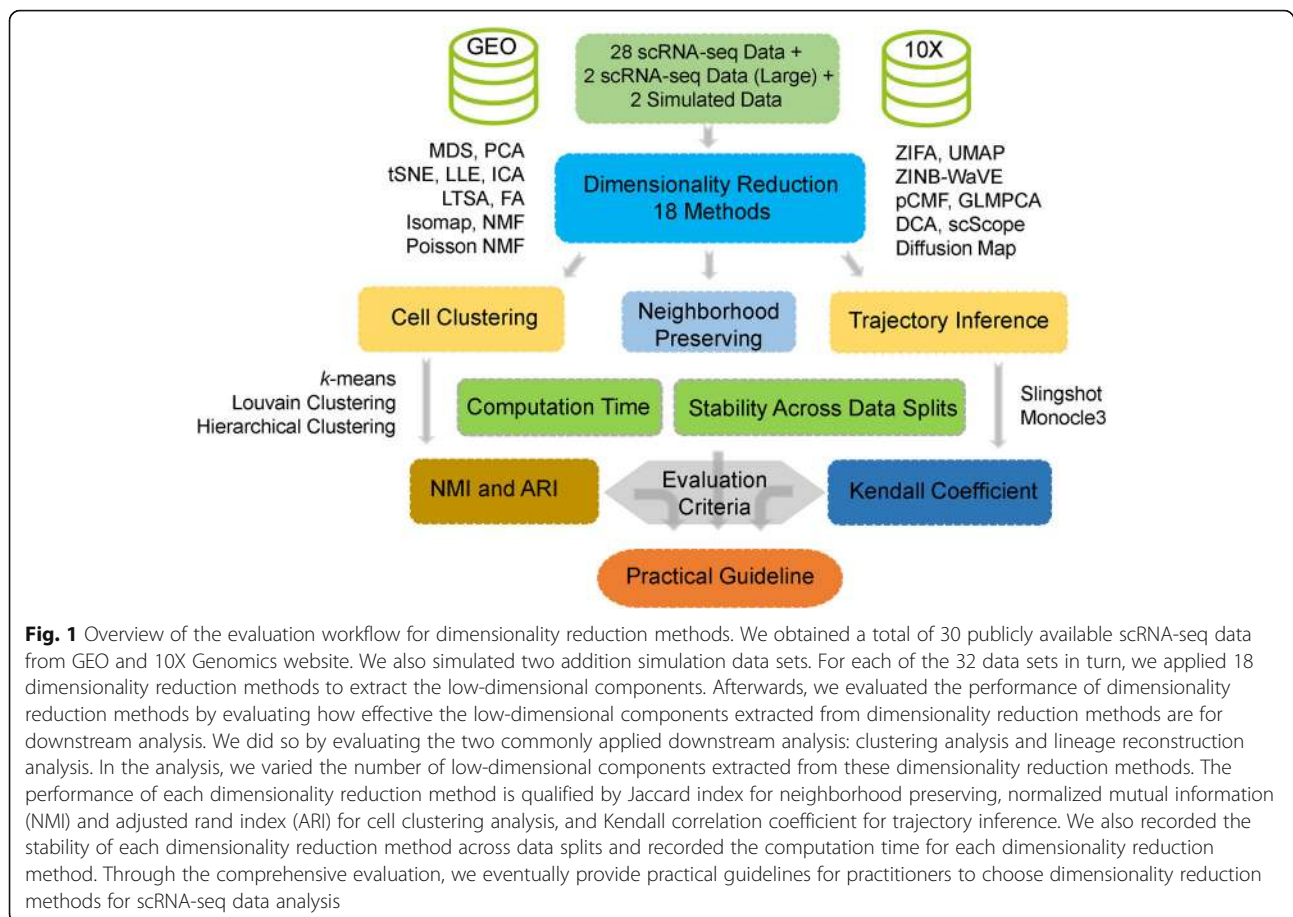 GEO
28 scRNA-seq Data +
2 scRNA-seq Data (Large) +
2 Simulated Data
10X
MDS, PCA
tSNE, LLE, ICA
LTSA, FA
Isomap, NMF
Poisson NMF
Dimensionality Reduction
18 Methods
ZIFA, UMAP
ZINB-WaVE
pCMF, GLMPCA
DCA, scScope
Diffusion Map
Cell Clustering
Neighborhood
Preserving
Trajectory Inference
k-means
Louvain Clustering
Hierarchical Clustering
Computation Time
Stability Across Data Splits
Slingshot
Monocle3
NMI and ARI
Evaluation
Criteria
Kendall Coefficient
Practical Guideline
Fig. 1 Overview of the evaluation workflow for dimensionality reduction methods. We obtained a total of 30 publicly available scRNA-seq data
from GEO and 10X Genomics website. We also simulated two addition simulation data sets. For each of the 32 data sets in turn, we applied 18
dimensionality reduction methods to extract the low-dimensional components. Afterwards, we evaluated the performance of dimensionality
reduction methods by evaluating how effective the low-dimensional components extracted from dimensionality reduction methods are for
downstream analysis. We did so by evaluating the two commonly applied downstream analysis: clustering analysis and lineage reconstruction
analysis. In the analysis, we varied the number of low-dimensional components extracted from these dimensionality reduction methods. The
performance of each dimensionality reduction method is qualified by Jaccard index for neighborhood preserving, normalized mutual information
(NMI) and adjusted rand index (ARI) for cell clustering analysis, and Kendall correlation coefficient for trajectory inference. We also recorded the
stability of each dimensionality reduction method across data splits and recorded the computation time for each dimensionality reduction
method. Through the comprehensive evaluation, we eventually provide practical guidelines for practitioners to choose dimensionality reduction
methods for scRNA-seq data analysis